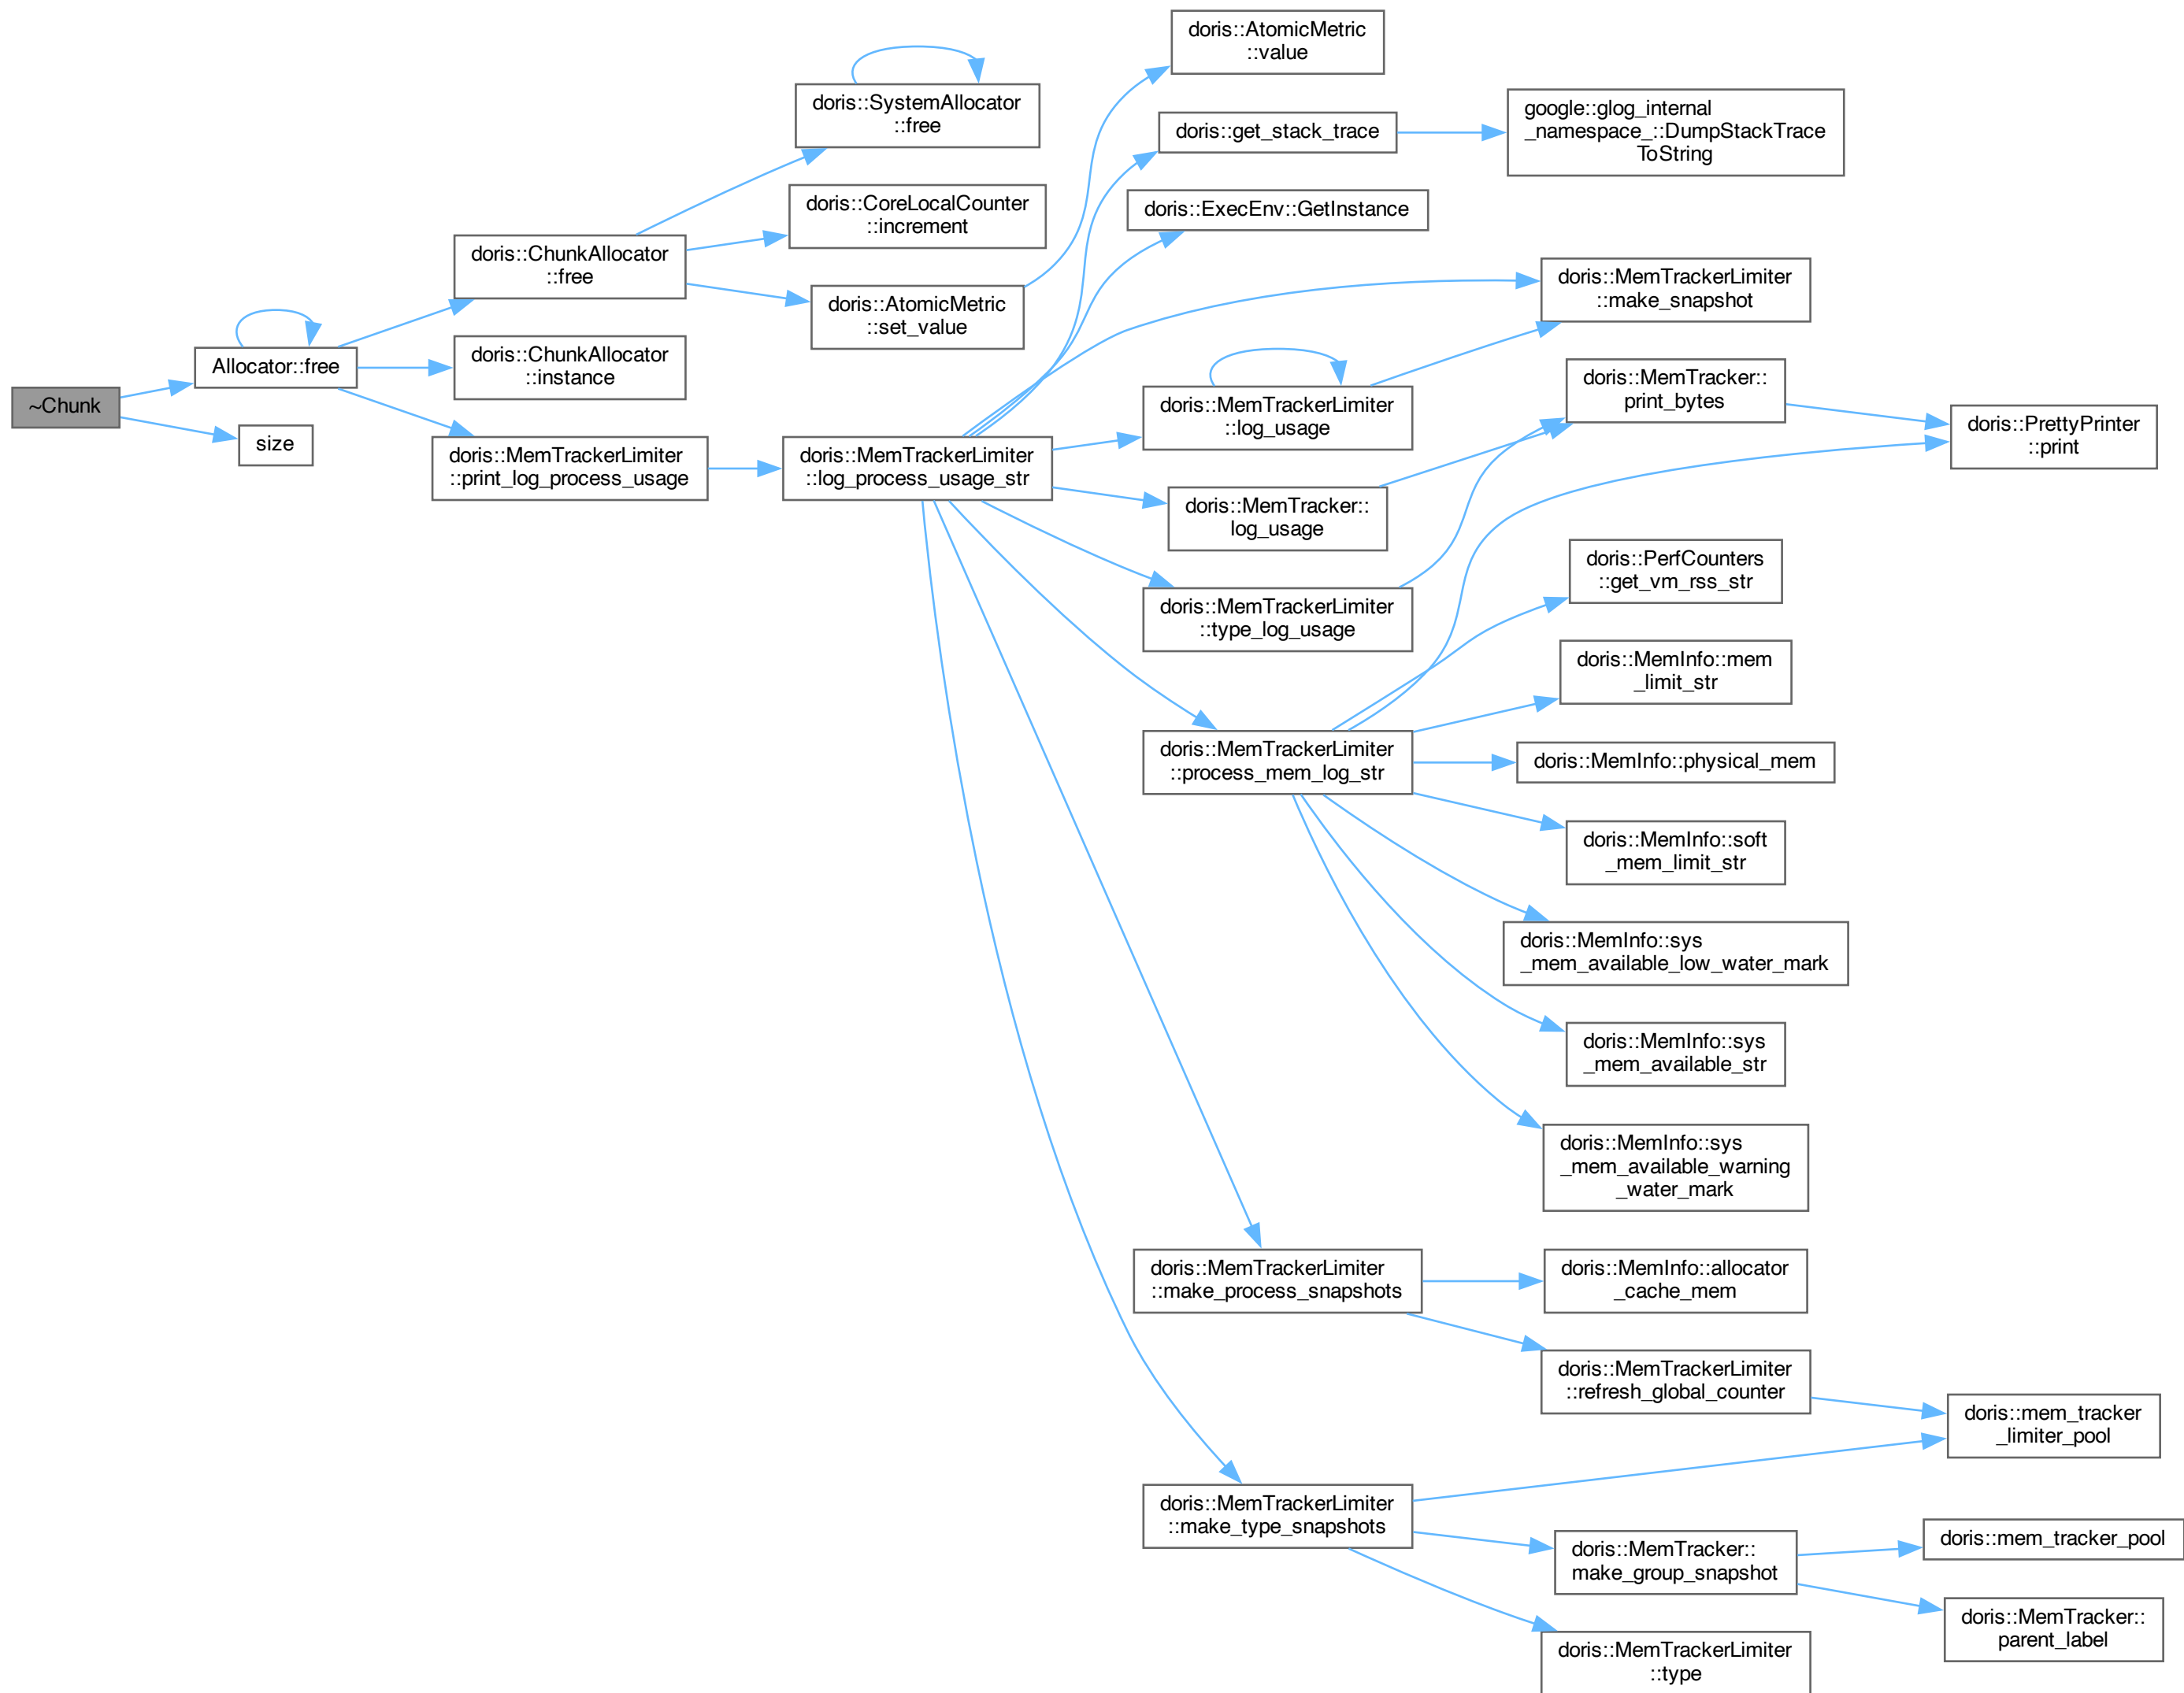 ~Chunk
Allocator::free
size
doris::ChunkAllocator
::free
doris::ChunkAllocator
::instance
doris::MemTrackerLimiter
::print_log_process_usage
doris::SystemAllocator
::free
doris::CoreLocalCounter
::increment
doris::AtomicMetric
::set_value
doris::MemTrackerLimiter
::log_process_usage_str
doris::AtomicMetric
::value
doris::get_stack_trace
doris::ExecEnv::GetInstance
doris::MemTrackerLimiter
::log_usage
doris::MemTracker::
log_usage
doris::MemTrackerLimiter
::type_log_usage
doris::MemTrackerLimiter
::process_mem_log_str
doris::MemTrackerLimiter
::make_process_snapshots
doris::MemTrackerLimiter
::make_type_snapshots
google::glog_internal
_namespace_::DumpStackTrace
ToString
doris::MemTrackerLimiter
::make_snapshot
doris::MemTracker::
print_bytes
doris::PerfCounters
::get_vm_rss_str
doris::MemInfo::mem
_limit_str
doris::MemInfo::physical_mem
doris::MemInfo::soft
_mem_limit_str
doris::MemInfo::sys
_mem_available_low_water_mark
doris::MemInfo::sys
_mem_available_str
doris::MemInfo::sys
_mem_available_warning
_water_mark
doris::MemInfo::allocator
_cache_mem
doris::MemTrackerLimiter
::refresh_global_counter
doris::MemTracker::
make_group_snapshot
doris::MemTrackerLimiter
::type
doris::PrettyPrinter
::print
doris::mem_tracker
_limiter_pool
doris::mem_tracker_pool
doris::MemTracker::
parent_label